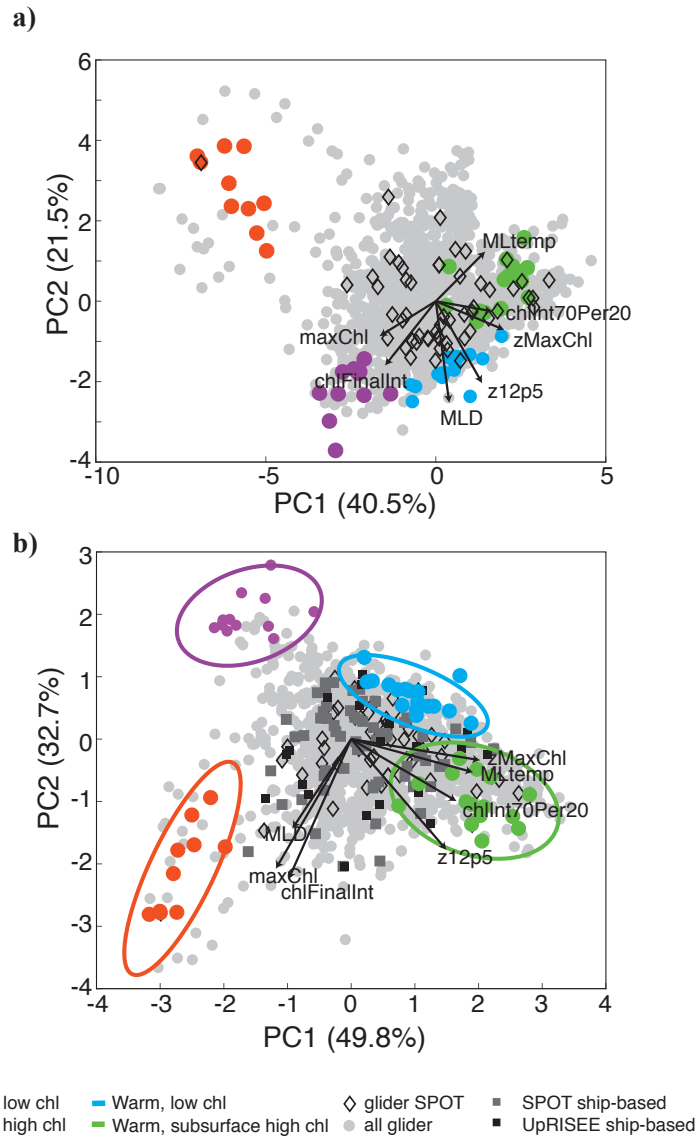 a)
6
4
2
0
-2
-4
PC2 (21.5%)
MLtemp
chlInt70Per20
maxChl
zMaxChl
chlFinalInt
z12p5
MLD
-10
-5
0
5
PC1 (40.5%)
b)
3
2
1
0
-1
-2
-3
-4
PC2 (32.7%)
zMaxChl
MLtemp
chlInt70Per20
MLD
z12p5
maxChl
chlFinalInt
-4
-3
-2
-1
0
1
2
3
4
PC1 (49.8%)
low chl Warm, low chl glider SPOT SPOT ship-based
high chl Warm, subsurface high chl all glider UpRISEE ship-based